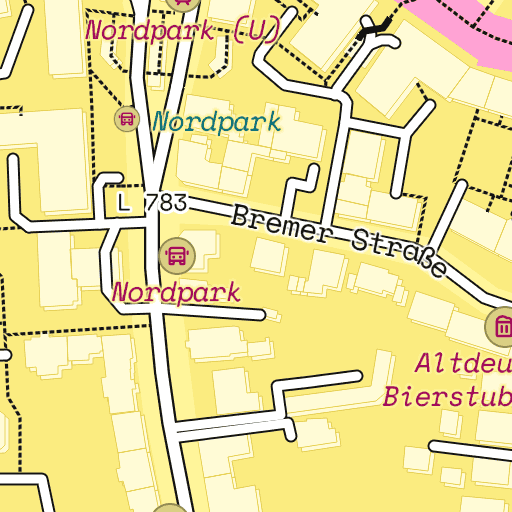 Nordpark (U)
Nordpark
L 783
Bremer Straße
Nordpark
Altdeu
Bierstub